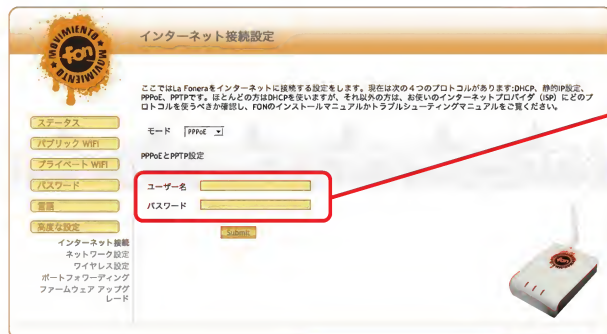 MOVIMIENTO fon MOVIMIENTO
インターネット接続設定
ここではLa Foneraをインターネットに接続する設定をします。現在は次の４つのプロトコルがあります:DHCP、静的IP設定、
PPPoE、PPTPです。ほとんどの方はDHCPを使いますが、それ以外の方は、お使いのインターネットプロバイダ（ISP）にどのプ
ロトコルを使うべきか確認し、FONのインストールマニュアルかトラブルシューティングマニュアルをご覧ください。
モード PPPoE
PPPoEとPPTP設定
ユーザー名
パスワード
Submit
ステータス
パブリック WIFI
プライベート WIFI
パスワード
言語
高度な設定
インターネット接続
ネットワーク設定
ワイヤレス設定
ポートフォワーディング
ファームウェア アップグ
レード
fon